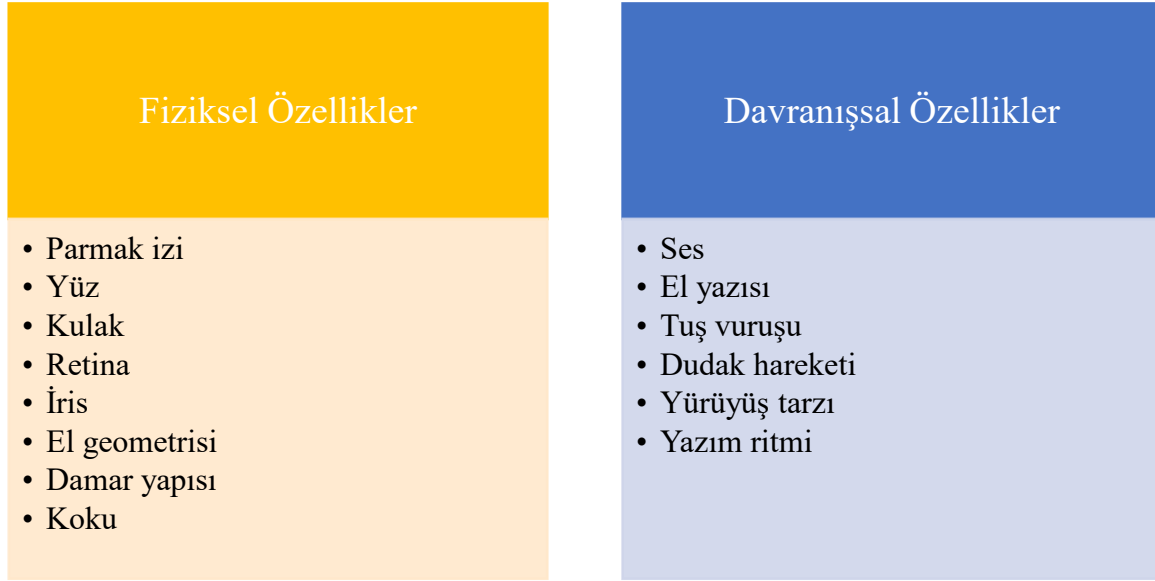 Fiziksel Özellikler
• Parmak izi
• Yüz
• Kulak
• Retina
• İris
• El geometrisi
• Damar yapısı
• Koku
Davranışsal Özellikler
• Ses
• El yazısı
• Tuş vuruşu
• Dudak hareketi
• Yürüyüş tarzı
• Yazım ritmi